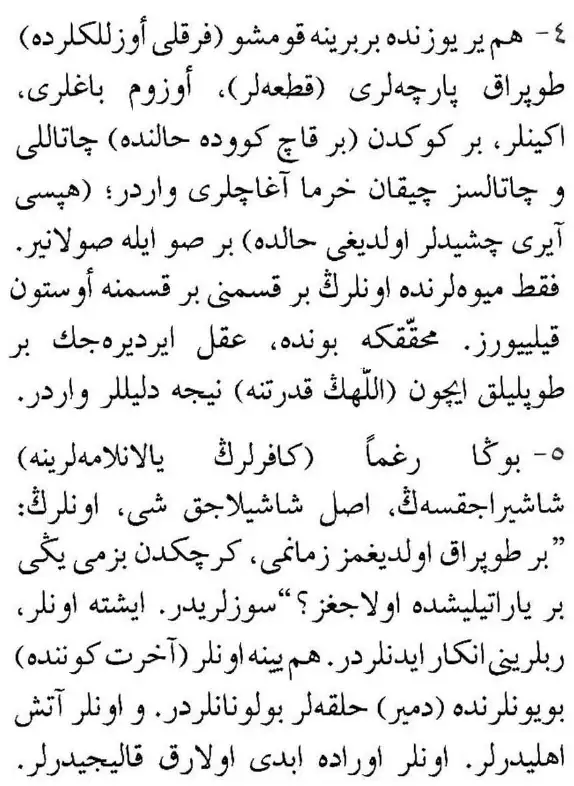 ٤- هم یر یوزنده بربرینه قومشو (فرقلی أوزللكلرده)
طوپراق پارچه‌لری (قطعه‌لر)، أوزوم باغلری،
اكینلر، بر كوكدن (بر قاچ كووده حالنده) چاتاللی
و چاتالسز چیقان خرما آغاچلری واردر؛ (هپسی
آیری چشیدلر اولدیغی حالده) بر صو ایله صولانیر.
فقط میوه‌لرنده اونلرڭ بر قسمنی بر قسمنه أوستون
قیلییورز. محقّقكه بونده، عقل ایردیره‌جك بر
طوپلیلق ایچون (اللّٰهڭ قدرتنه) نیجه دلیللر واردر.
٥- بوڭا رغماً (كافرلرڭ یالانلامه‌لرینه)
شاشیراجقسه‌ڭ، اصل شاشیلاجق شی، اونلرڭ:
”بر طوپراق اولدیغمز زمانمی، كرچكدن بزمی یڭی
بر یاراتیلیشده اولاجغز؟“ سوزلریدر. ایشته اونلر،
ربلرینی انكار ایدنلردر. هم ینه اونلر (آخرت كوننده)
بویونلرنده (دمیر) حلقه‌لر بولونانلردر. و اونلر آتش
اهلیدرلر. اونلر اوراده ابدی اولارق قالیجیدرلر.